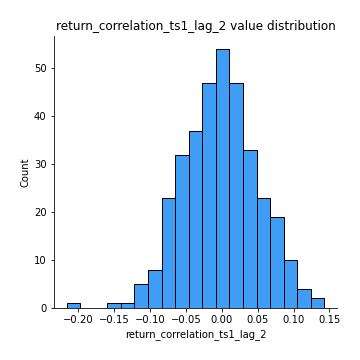 return_correlation_ts1_lag_2 value distribution
50
40
30
20
10
0
Count
−0.20 −0.15 −0.10 −0.05 0.00 0.05 0.10 0.15
return_correlation_ts1_lag_2